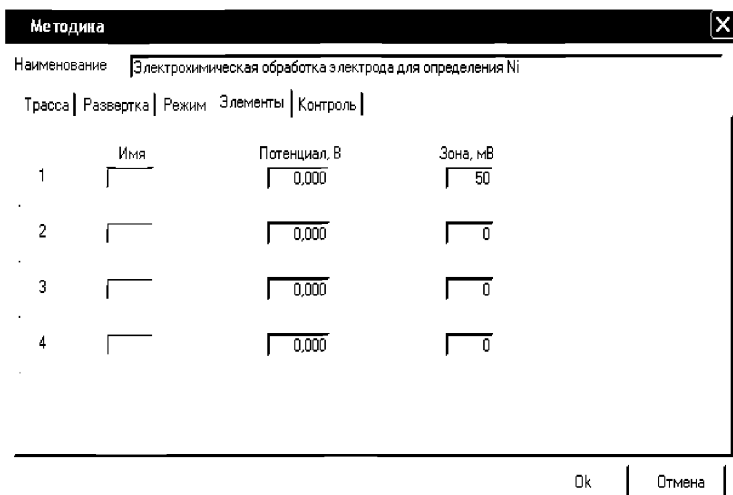 Методика
Наименование Электрохимическая обработка электрода для определения Ni
Трасса Развертка Режим Элементы Контроль
Имя Потенциал, В Зона, мВ
1 0,000 50
2 0,000 0
3 0,000 0
4 0,000 0
Ok Отмена